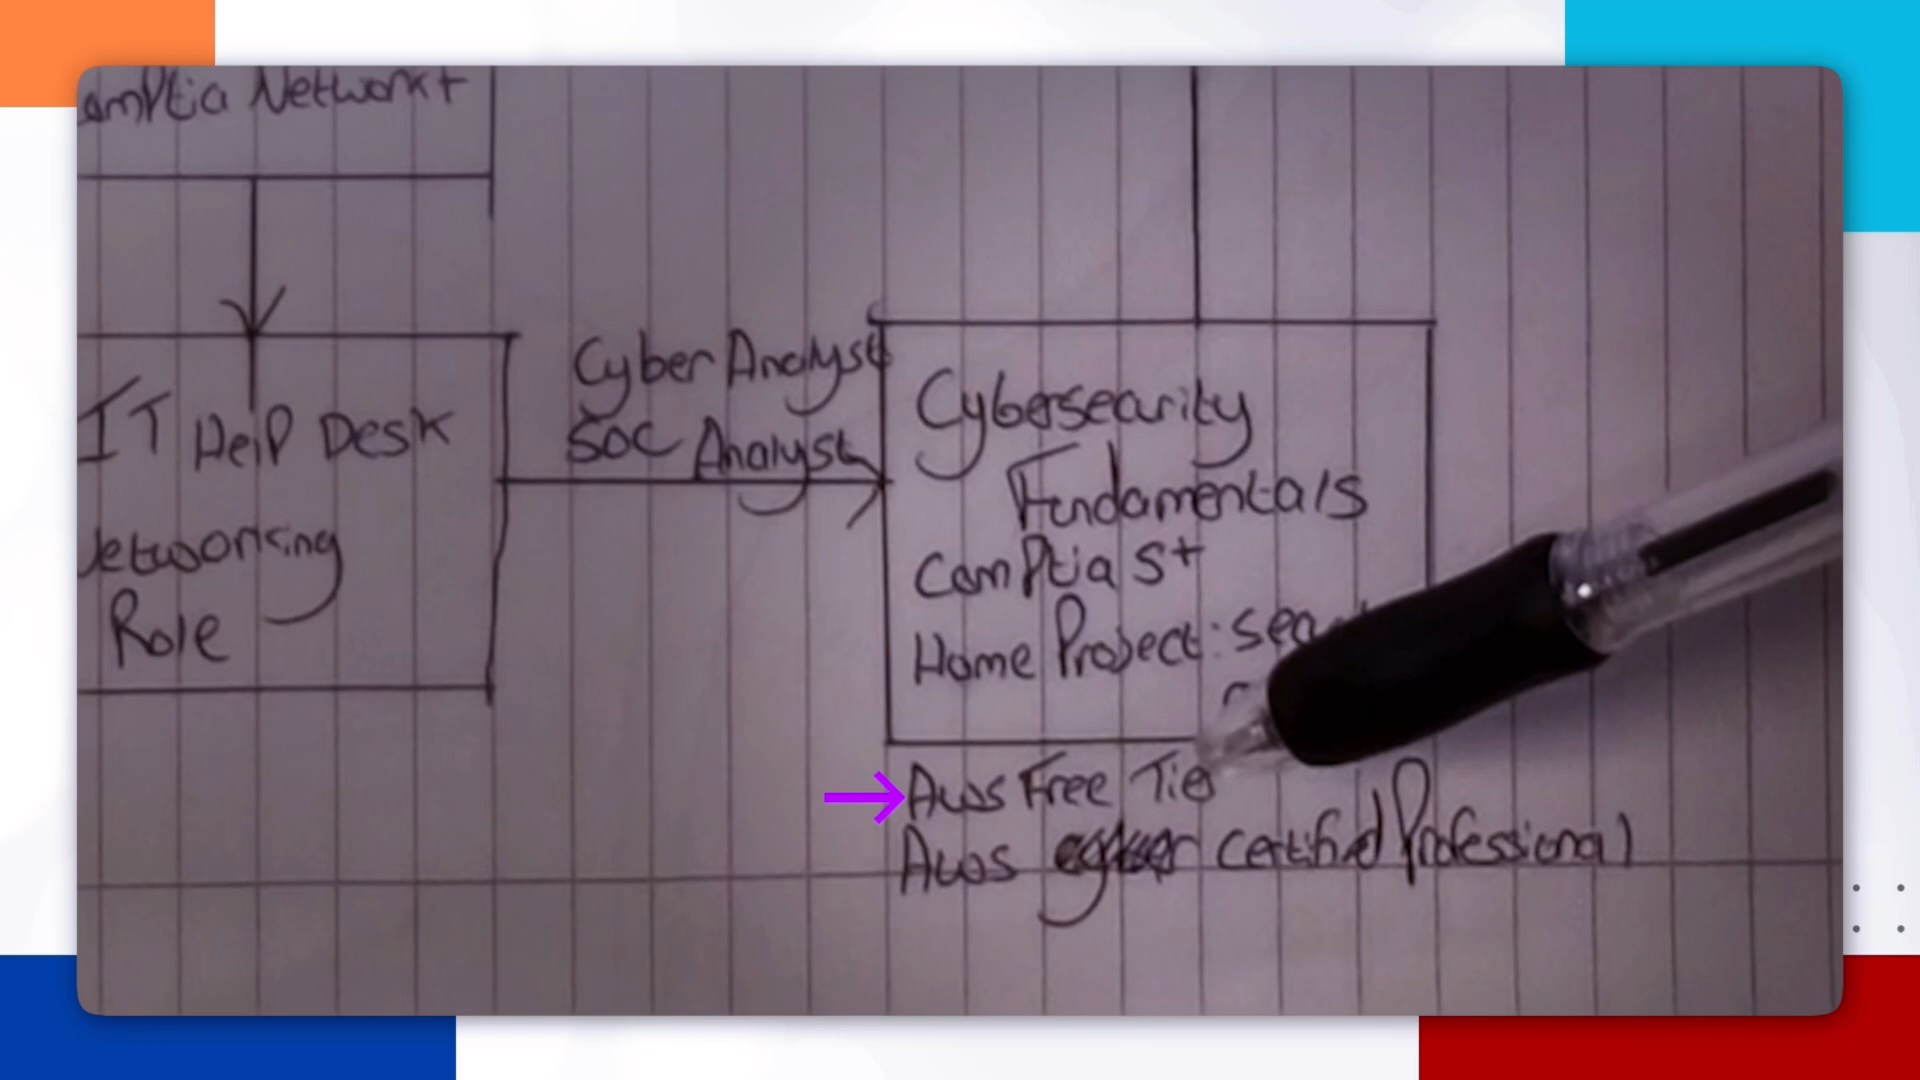 Comptia Network+
IT Help Desk
Networking
Role
Cyber Analyst
SOC Analyst
Cybersecurity
Fundamentals
Comptia S+
Home Project:
Aws Free Tier
Aws certified Professional